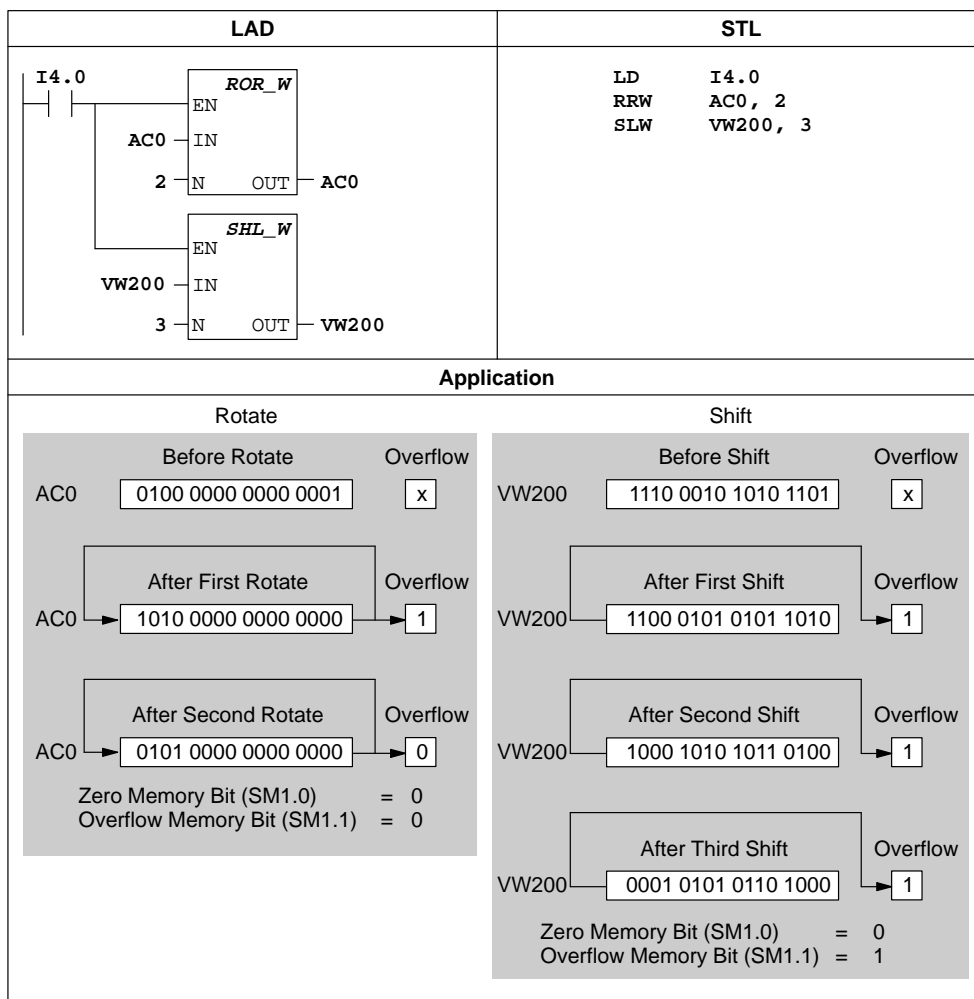 LAD
I4.0
ROR_W
EN
AC0 IN
2 N OUT AC0
SHL_W
EN
VW200 IN
3 N OUT VW200
STL
LD I4.0
RRW AC0, 2
SLW VW200, 3
Application
Rotate
Before Rotate Overflow
AC0 0100 0000 0000 0001 x
After First Rotate Overflow
AC0 1010 0000 0000 0000 1
After Second Rotate Overflow
AC0 0101 0000 0000 0000 0
Zero Memory Bit (SM1.0) = 0
Overflow Memory Bit (SM1.1) = 0
Shift
Before Shift Overflow
VW200 1110 0010 1010 1101 x
After First Shift Overflow
VW200 1100 0101 0101 1010 1
After Second Shift Overflow
VW200 1000 1010 1011 0100 1
After Third Shift Overflow
VW200 0001 0101 0110 1000 1
Zero Memory Bit (SM1.0) = 0
Overflow Memory Bit (SM1.1) = 1